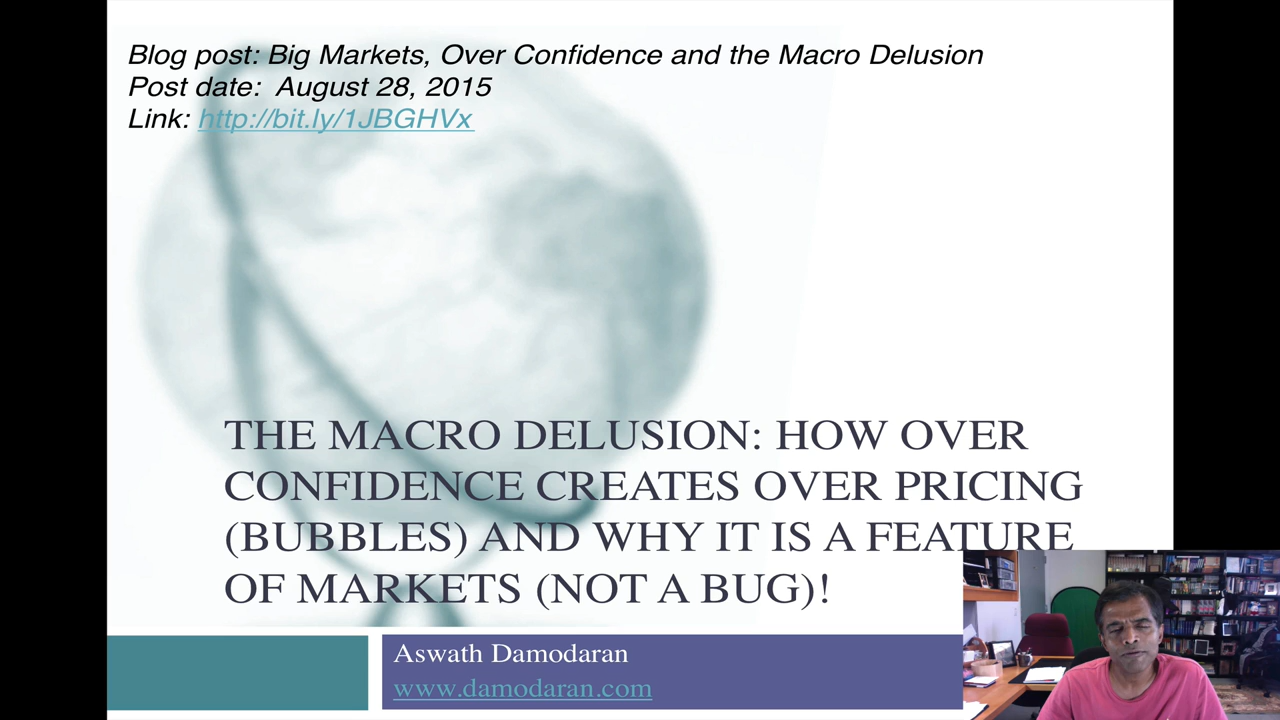 Blog post: Big Markets, Over Confidence and the Macro Delusion
Post date: August 28, 2015
Link: http://bit.ly/1JBGHVx
THE MACRO DELUSION: HOW OVER
CONFIDENCE CREATES OVER PRICING
(BUBBLES) AND WHY IT IS A FEATURE
OF MARKETS (NOT A BUG)!
Aswath Damodaran
www.damodaran.com